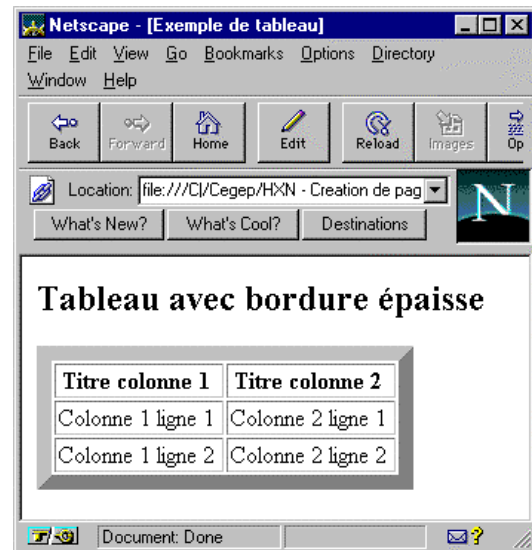 Netscape - [Exemple de tableau]
File Edit View Go Bookmarks Options Directory
Window Help
Back Forward Home Edit Reload Images Op
Location: file:///C|/Cegep/HXN - Creation de pag
N
What's New? What's Cool? Destinations
Tableau avec bordure épaisse
Titre colonne 1 Titre colonne 2
Colonne 1 ligne 1 Colonne 2 ligne 1
Colonne 1 ligne 2 Colonne 2 ligne 2
Document: Done